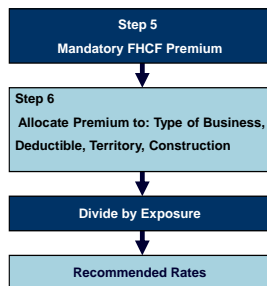 Step 5
Mandatory FHCF Premium
Step 6
Allocate Premium to: Type of Business,
Deductible, Territory, Construction
Divide by Exposure
Recommended Rates